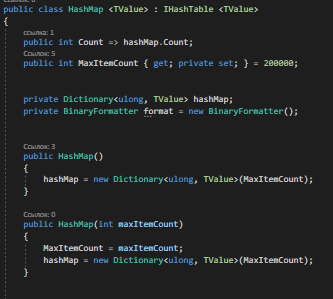 public class HashMap <TValue> : IHashTable <TValue>
{
ссылка: 1
public int Count => hashMap.Count;
Ссылок: 5
public int MaxItemCount { get; private set; } = 200000;
private Dictionary<ulong, TValue> hashMap;
private BinaryFormatter format = new BinaryFormatter();
Ссылок: 3
public HashMap()
{
hashMap = new Dictionary<ulong, TValue>(MaxItemCount);
}
Ссылок: 0
public HashMap(int maxItemCount)
{
MaxItemCount = maxItemCount;
hashMap = new Dictionary<ulong, TValue>(MaxItemCount);
}